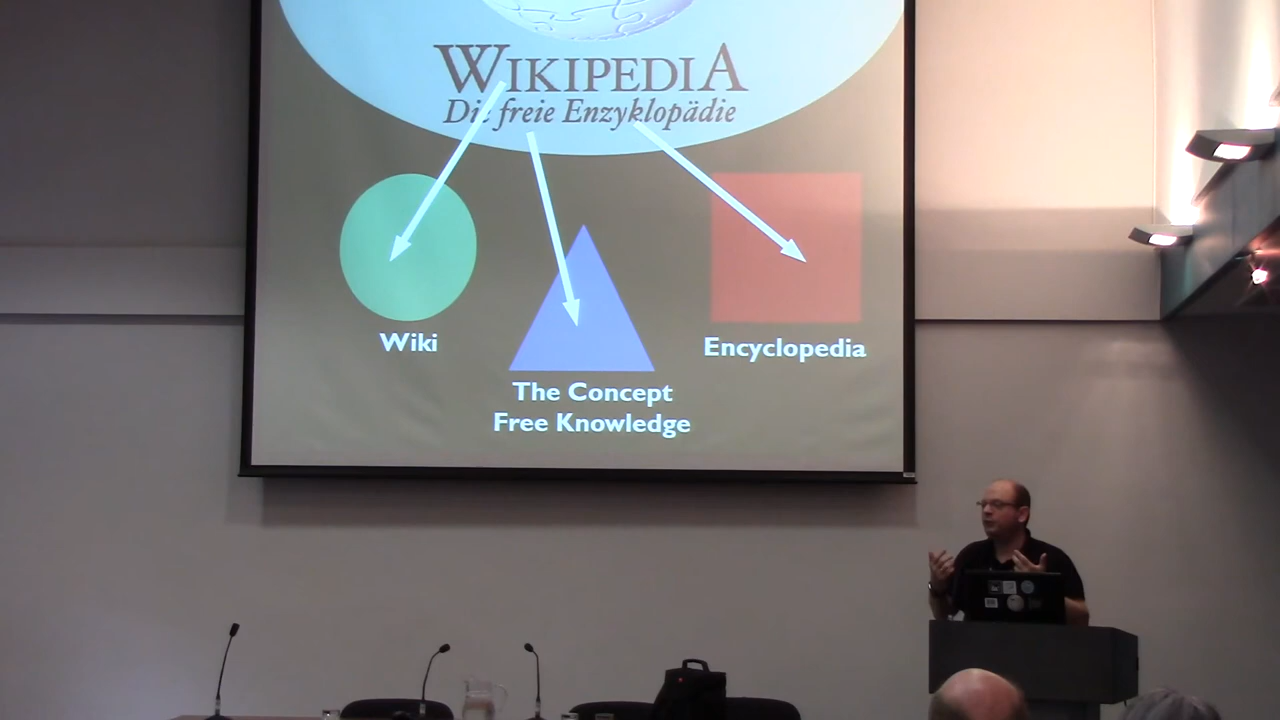 WIKIPEDIA
Die freie Enzyklopädie
Wiki
The Concept
Free Knowledge
Encyclopedia